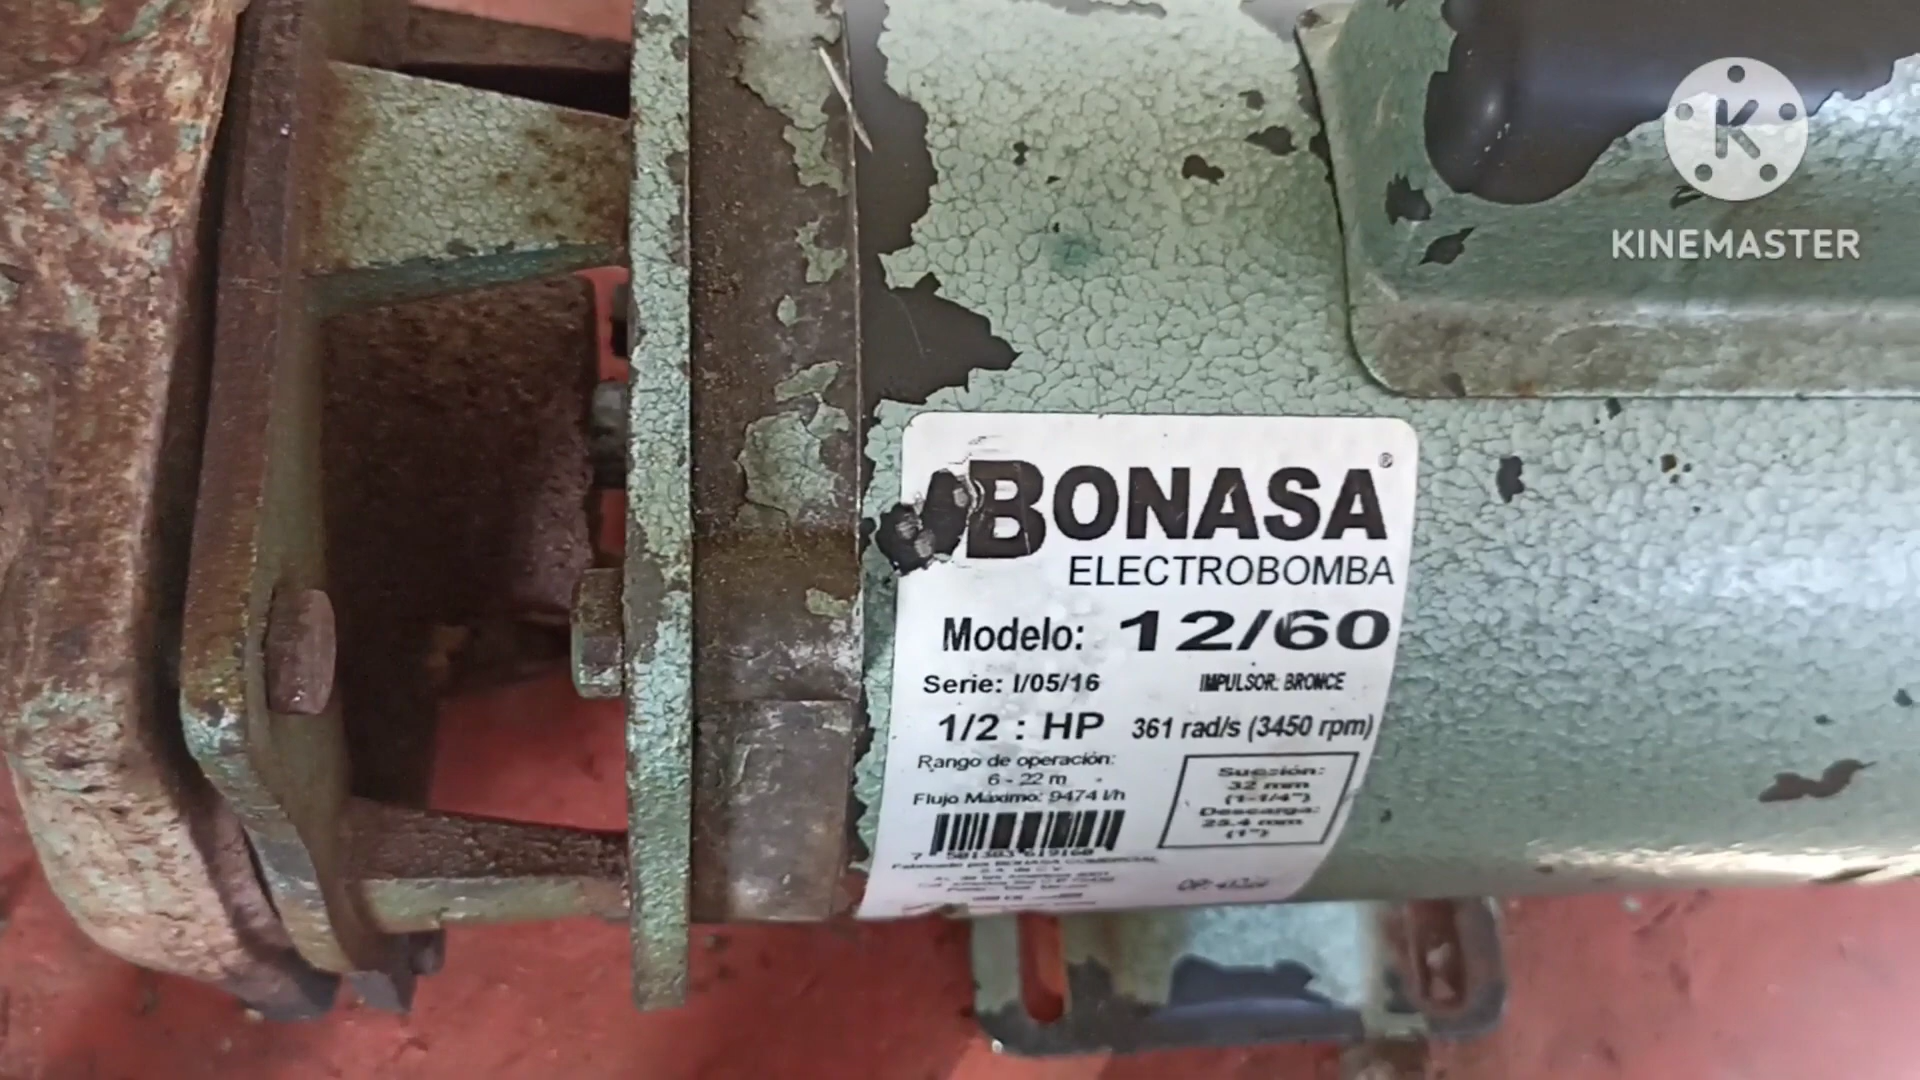 K
KINEMASTER
BONASA®
ELECTROBOMBA
Modelo: 12/60
Serie: I/05/16 IMPULSOR: BRONCE
1/2 : HP 361 rad/s (3450 rpm)
Rango de operación:
6 - 22 m
Flujo Máximo: 9474 l/h
Succión:
32 mm
(1-1/4")
Descarga:
25.4 mm
(1")
Fabricado por BONASA COMERCIAL
S.A. de C.V.